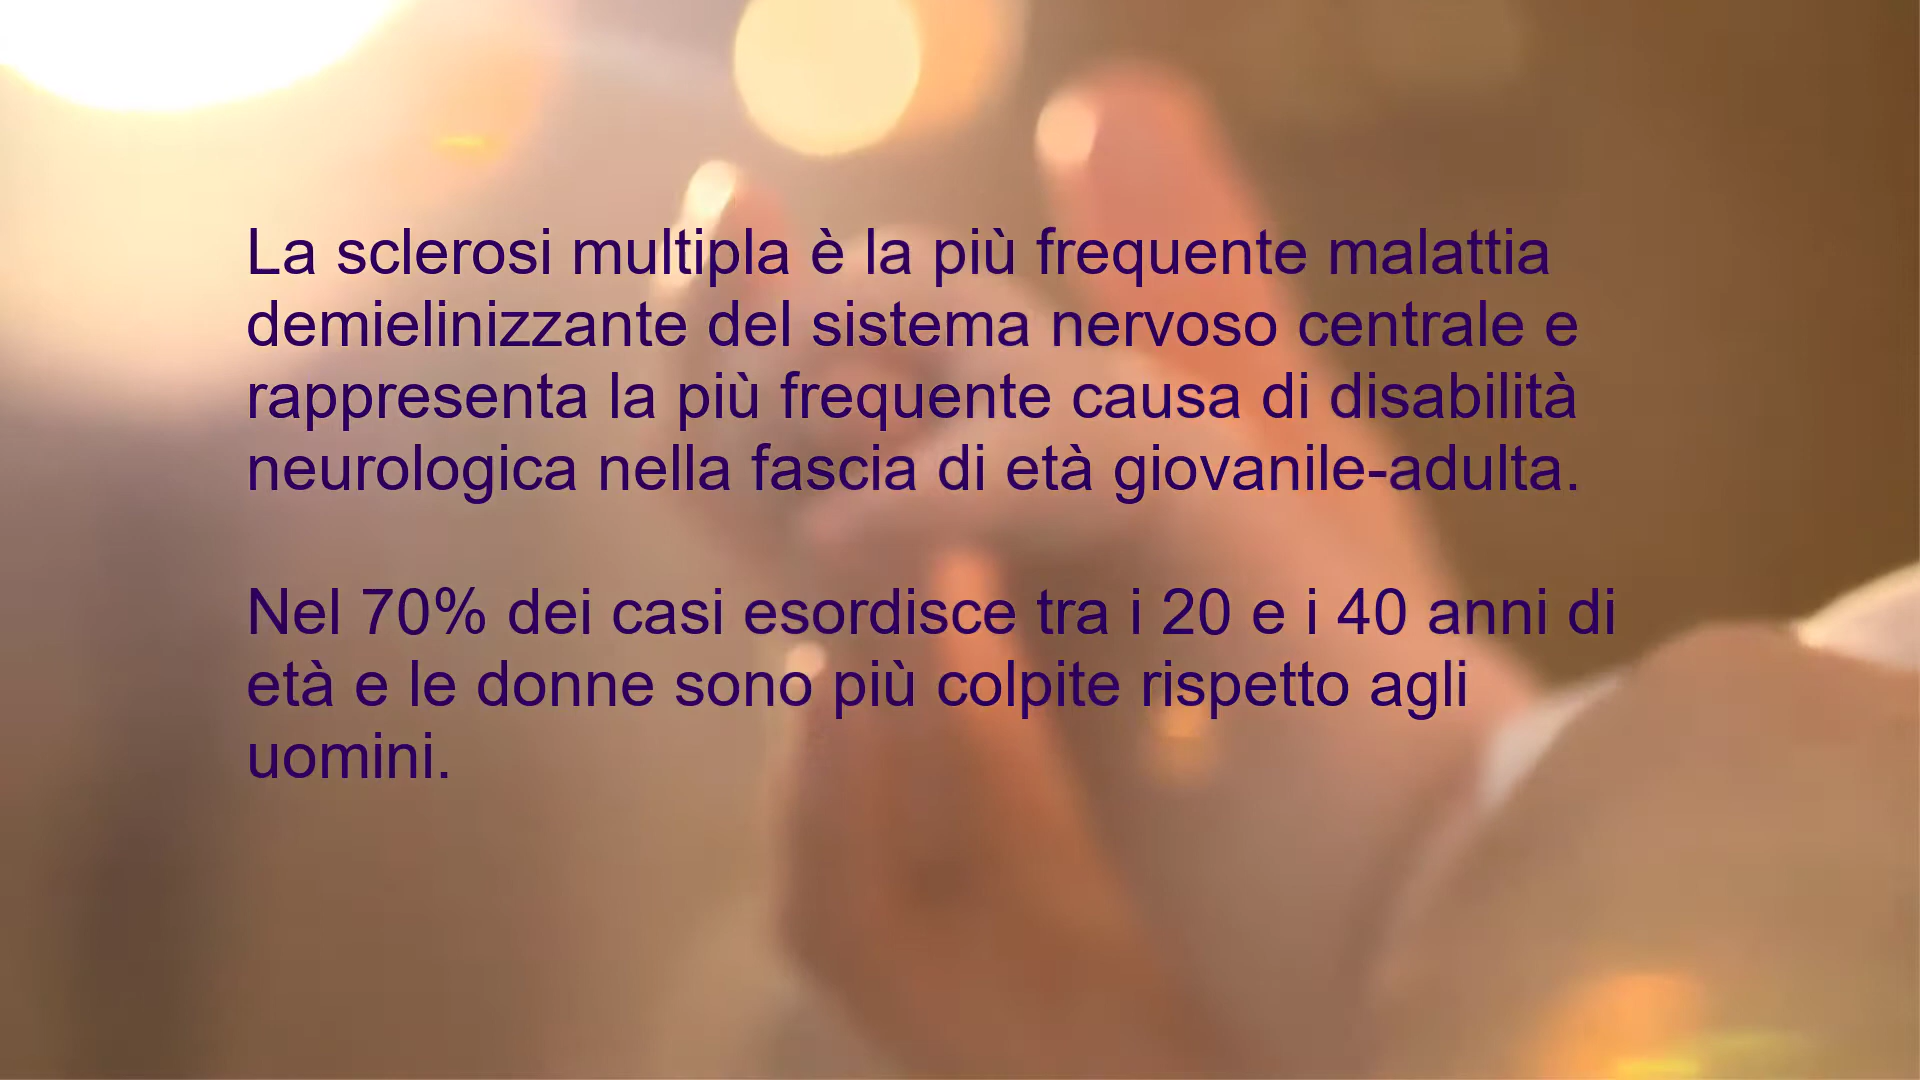 La sclerosi multipla è la più frequente malattia
demielinizzante del sistema nervoso centrale e
rappresenta la più frequente causa di disabilità
neurologica nella fascia di età giovanile-adulta.
Nel 70% dei casi esordisce tra i 20 e i 40 anni di
età e le donne sono più colpite rispetto agli
uomini.